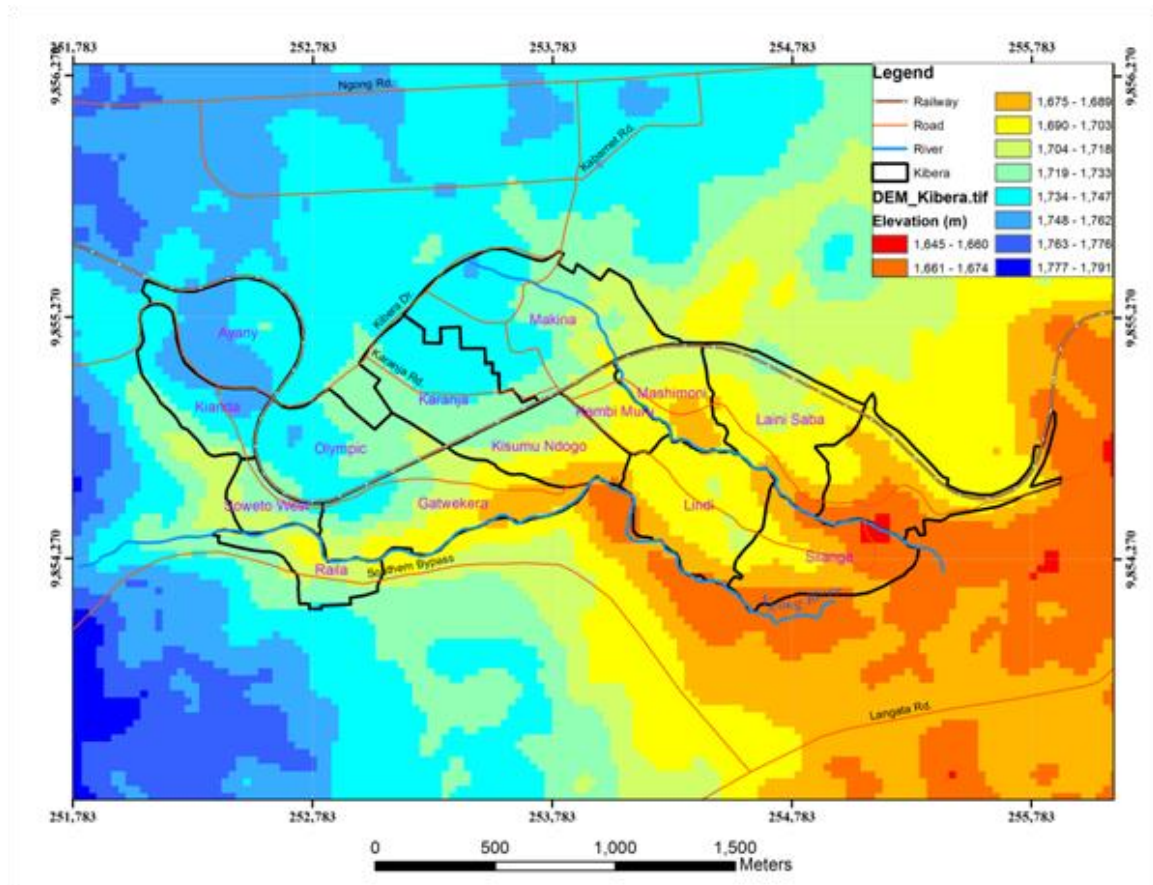 251,783 252,783 253,783 254,783 255,783
9,856,270
9,856,270
Legend
Railway
Road
River
Kibera
DEM_Kibera.tif
Elevation (m)
1,645 - 1,660
1,661 - 1,674
1,675 - 1,689
1,690 - 1,703
1,704 - 1,718
1,719 - 1,733
1,734 - 1,747
1,748 - 1,762
1,763 - 1,776
1,777 - 1,791
Ngong Rd.
Kabarnet Rd.
9,855,270
9,855,270
Ayany
Kibera Dr.
Makina
Karanja Rd.
Karanja
Kianda
Kambi Muru
Mashimoni
Laini Saba
Olympic
Kisumu Ndogo
Soweto West
Gatwekera
Lindi
Silanga
Raila
Southern Bypass
9,854,270
9,854,270
Langata Rd.
251,783 252,783 253,783 254,783 255,783
0 500 1,000 1,500
Meters